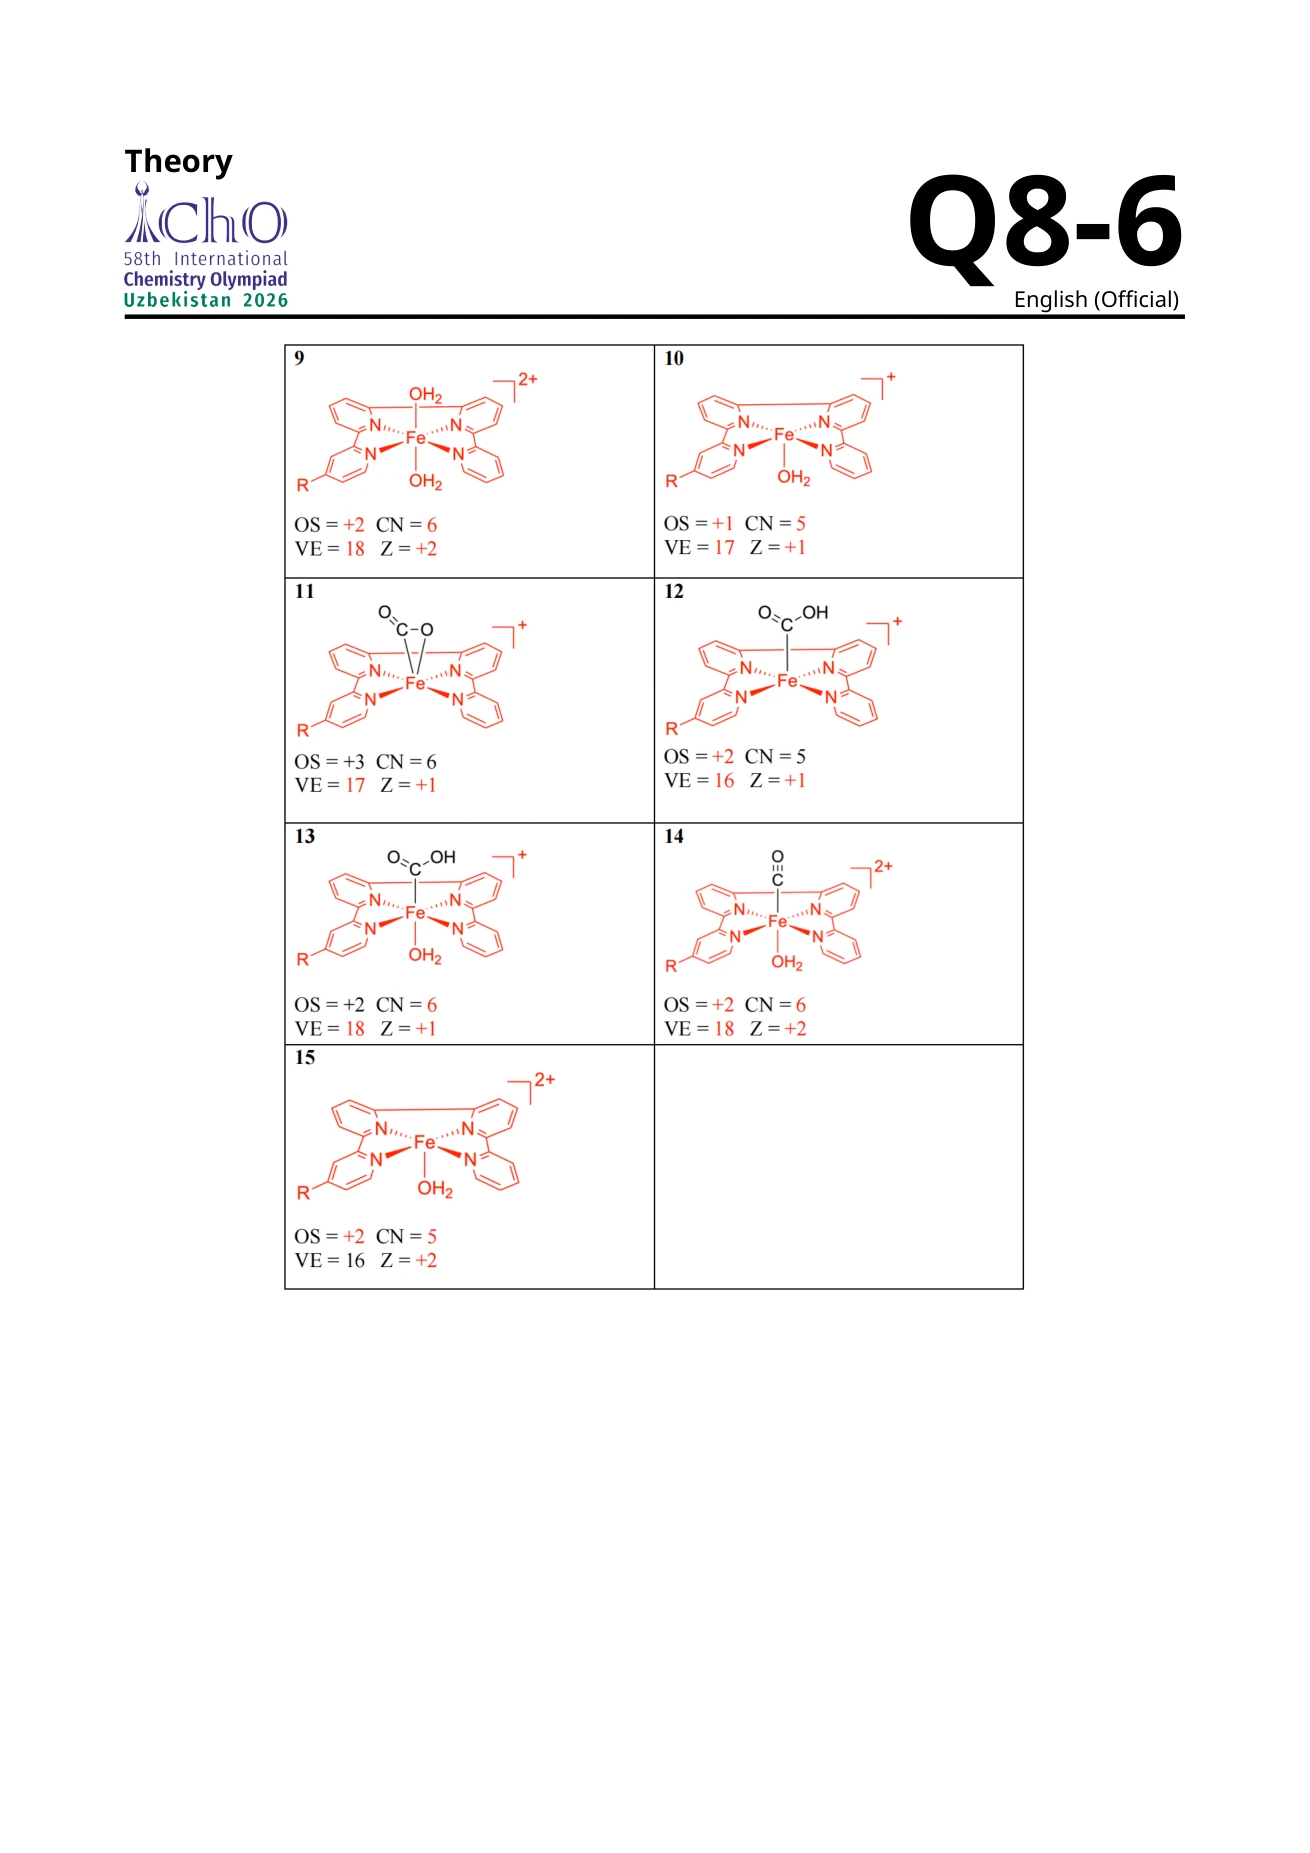 Theory
ichO
58th International
Chemistry Olympiad
Uzbekistan 2026
Q8-6
English (Official)
9
2+
OH₂
N N
Fe
N N
R
OH₂
OS = +2 CN = 6
VE = 18 Z = +2
10
+
N N
Fe
N N
R
OH₂
OS = +1 CN = 5
VE = 17 Z = +1
11
O
C-O
+
N N
Fe
N N
R
OS = +3 CN = 6
VE = 17 Z = +1
12
O OH
C
+
N N
Fe
N N
R
OS = +2 CN = 5
VE = 16 Z = +1
13
O OH
C
+
N N
Fe
N N
R
OH₂
OS = +2 CN = 6
VE = 18 Z = +1
14
O
C
2+
N N
Fe
N N
R
OH₂
OS = +2 CN = 6
VE = 18 Z = +2
15
2+
N N
Fe
N N
R
OH₂
OS = +2 CN = 5
VE = 16 Z = +2